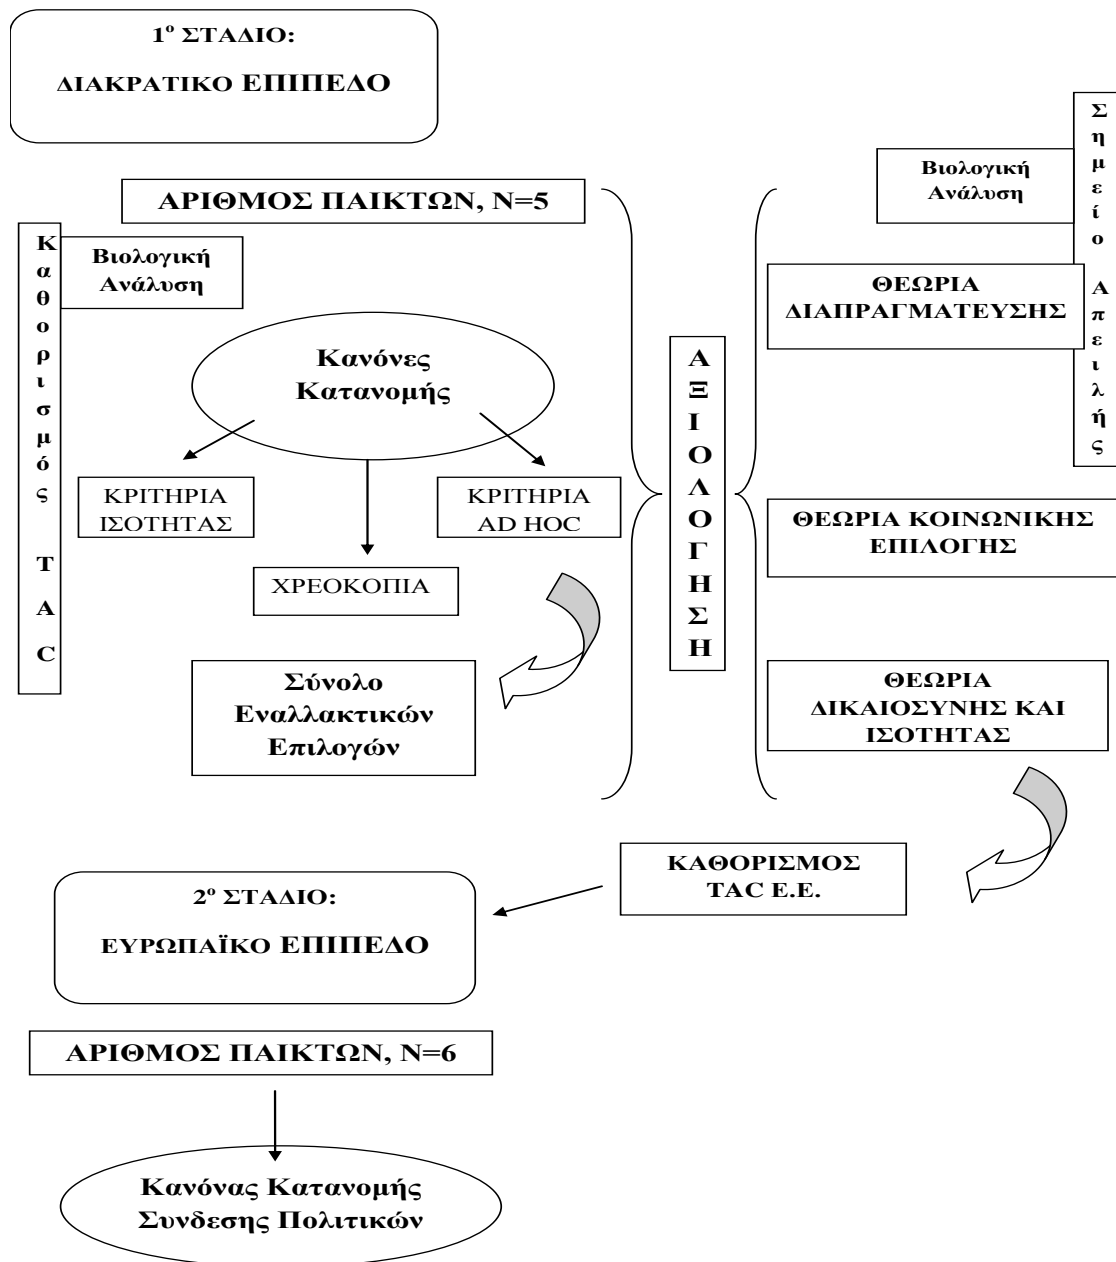 1º ΣΤΑΔΙΟ:
ΔΙΑΚΡΑΤΙΚΟ ΕΠΙΠΕΔΟ
ΑΡΙΘΜΟΣ ΠΑΙΚΤΩΝ, Ν=5
Καθορισμός TAC
Βιολογική
Ανάλυση
Κανόνες
Κατανομής
ΚΡΙΤΗΡΙΑ
ΙΣΟΤΗΤΑΣ
ΚΡΙΤΗΡΙΑ
AD HOC
ΧΡΕΟΚΟΠΙΑ
Σύνολο
Εναλλακτικών
Επιλογών
ΑΞΙΟΛΟΓΗΣΗ
Σημείο Απειλής
Βιολογική
Ανάλυση
ΘΕΩΡΙΑ
ΔΙΑΠΡΑΓΜΑΤΕΥΣΗΣ
ΘΕΩΡΙΑ ΚΟΙΝΩΝΙΚΗΣ
ΕΠΙΛΟΓΗΣ
ΘΕΩΡΙΑ
ΔΙΚΑΙΟΣΥΝΗΣ ΚΑΙ
ΙΣΟΤΗΤΑΣ
ΚΑΘΟΡΙΣΜΟΣ
TAC Ε.Ε.
2º ΣΤΑΔΙΟ:
ΕΥΡΩΠΑΪΚΟ ΕΠΙΠΕΔΟ
ΑΡΙΘΜΟΣ ΠΑΙΚΤΩΝ, Ν=6
Κανόνας Κατανομής
Συνδεσης Πολιτικών